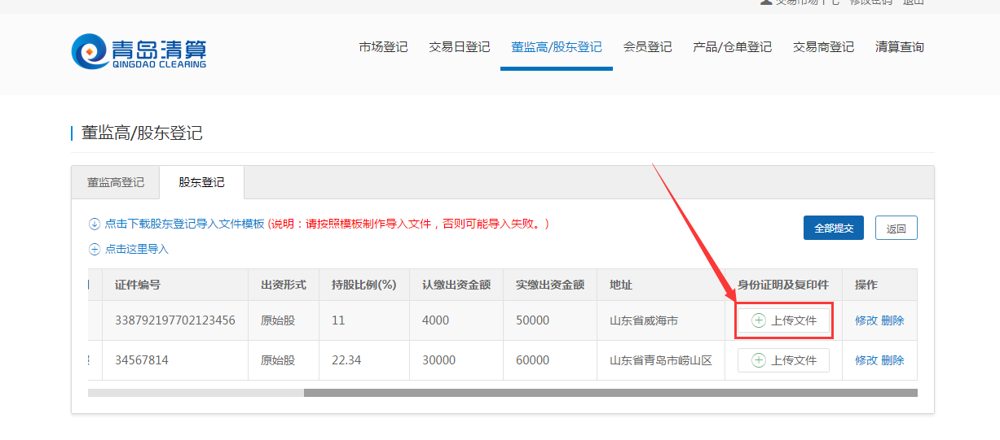 修改密码 退出
青岛清算
QINGDAO CLEARING
市场登记 交易日登记 董监高/股东登记 会员登记 产品/仓单登记 交易商登记 清算查询
董监高/股东登记
董监高登记 股东登记
点击下载股东登记导入文件模板 (说明：请按照模板制作导入文件，否则可能导入失败。)
全部提交 返回
点击这里导入
证件编号 出资形式 持股比例(%) 认缴出资金额 实缴出资金额 地址 身份证明及复印件 操作
338792197702123456 原始股 11 4000 50000 山东省威海市 上传文件 修改 删除
34567814 原始股 22.34 30000 60000 山东省青岛市崂山区 上传文件 修改 删除